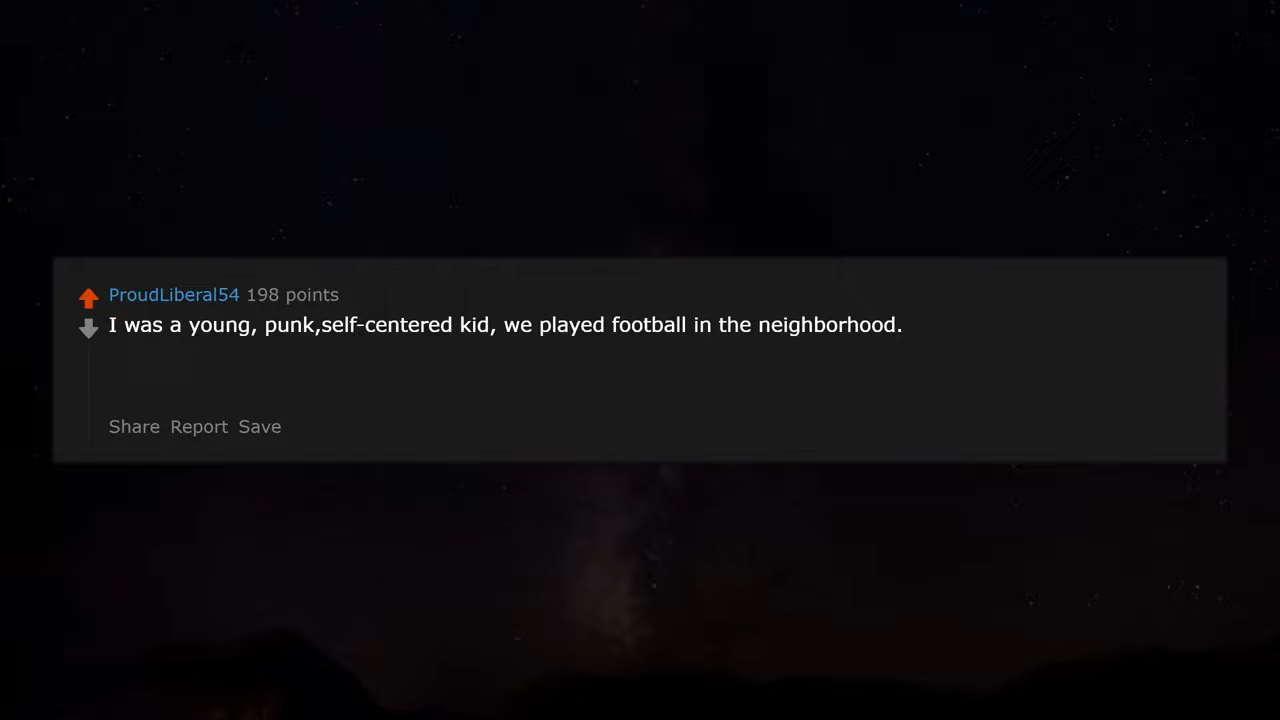 ProudLiberal54 198 points
I was a young, punk,self-centered kid, we played football in the neighborhood.
Share Report Save